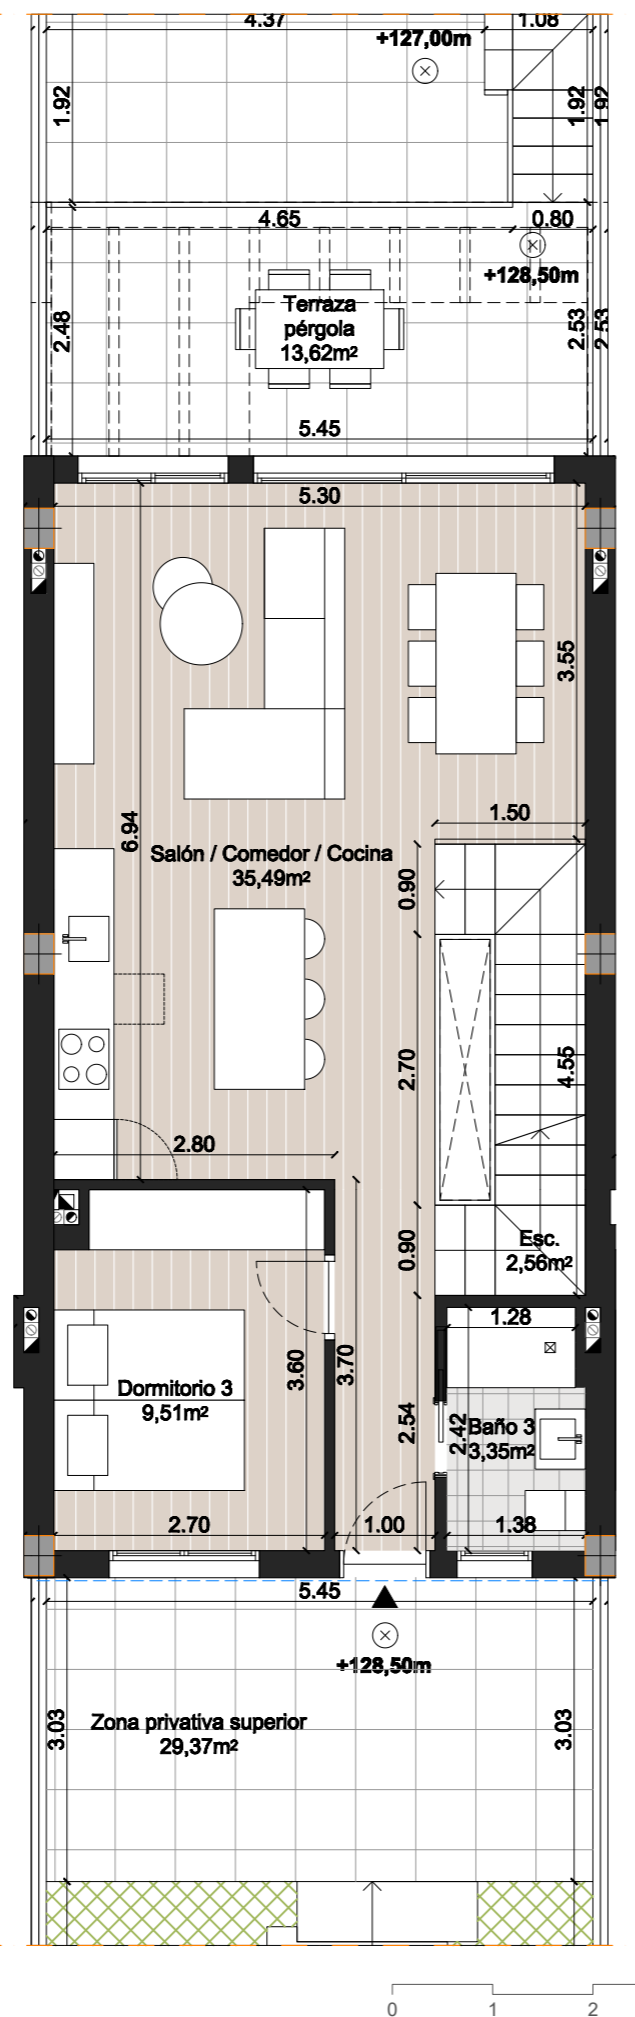 4.37
1.08
+127,00m
1.92
1.92
1.92
4.65
0.80
+128,50m
Terraza
pérgola
13,62m²
2.48
2.53
2.53
5.45
5.30
3.55
1.50
6.94
Salón / Comedor / Cocina
35,49m²
0.90
2.70
4.55
2.80
0.90
Esc.
2,56m²
1.28
3.60
3.70
Dormitorio 3
9,51m²
2.54
2.42
Baño 3
3,35m²
2.70
1.00
1.38
5.45
+128,50m
Zona privativa superior
29,37m²
3.03
3.03
0 1 2